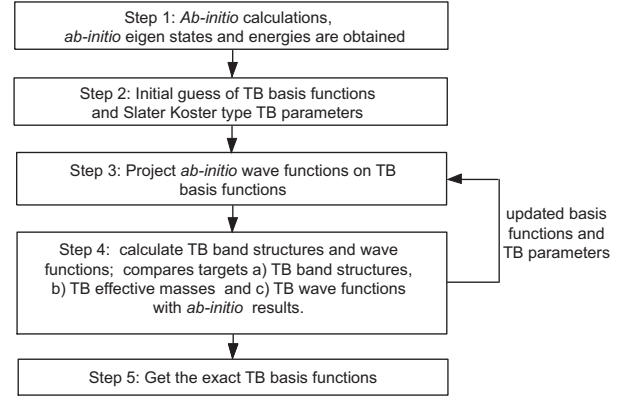 Step 1: Ab-initio calculations,
ab-initio eigen states and energies are obtained
Step 2: Initial guess of TB basis functions
and Slater Koster type TB parameters
Step 3: Project ab-initio wave functions on TB
basis functions
Step 4: calculate TB band structures and wave
functions; compares targets a) TB band structures,
b) TB effective masses and c) TB wave functions
with ab-initio results.
updated basis
functions and
TB parameters
Step 5: Get the exact TB basis functions